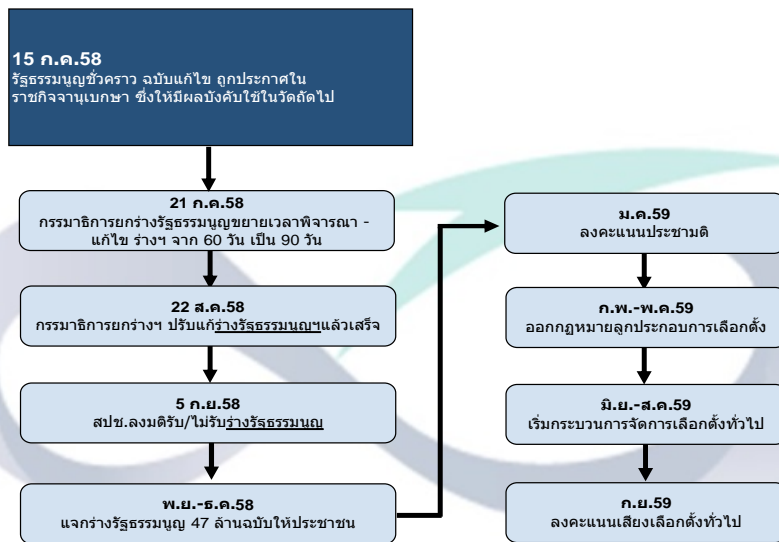 15 ก.ค.58
รัฐธรรมนูญชั่วคราว ฉบับแก้ไข ถูกประกาศใน
ราชกิจจานุเบกษา ซึ่งให้มีผลบังคับใช้ในวัดถัดไป
21 ก.ค.58
กรรมาธิการยกร่างรัฐธรรมนูญขยายเวลาพิจารณา -
แก้ไข ร่างฯ จาก 60 วัน เป็น 90 วัน
22 ส.ค.58
กรรมาธิการยกร่างฯ ปรับแก้ร่างรัฐธรรมนูญฯแล้วเสร็จ
5 ก.ย.58
สปช.ลงมติรับ/ไม่รับร่างรัฐธรรมนูญ
พ.ย.-ธ.ค.58
แจกร่างรัฐธรรมนูญ 47 ล้านฉบับให้ประชาชน
ม.ค.59
ลงคะแนนประชามติ
ก.พ.-พ.ค.59
ออกกฎหมายลูกประกอบการเลือกตั้ง
มิ.ย.-ส.ค.59
เริ่มกระบวนการจัดการเลือกตั้งทั่วไป
ก.ย.59
ลงคะแนนเสียงเลือกตั้งทั่วไป